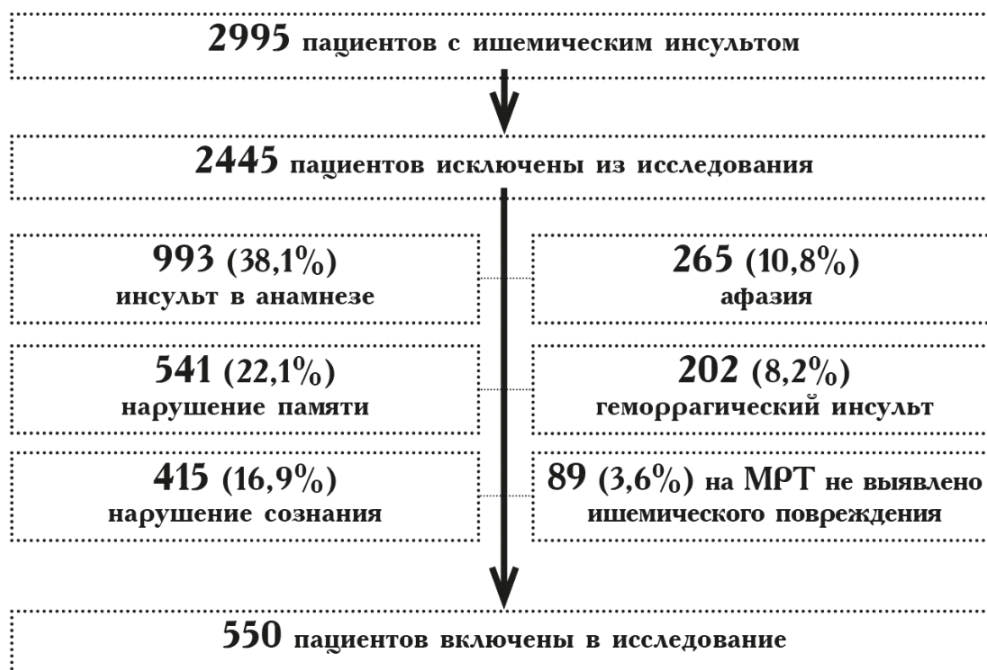 2995 пациентов с ишемическим инсультом
2445 пациентов исключены из исследования
993 (38,1%)
инсульт в анамнезе
265 (10,8%)
афазия
541 (22,1%)
нарушение памяти
202 (8,2%)
геморрагический инсульт
415 (16,9%)
нарушение сознания
89 (3,6%) на МРТ не выявлено
ишемического повреждения
550 пациентов включены в исследование